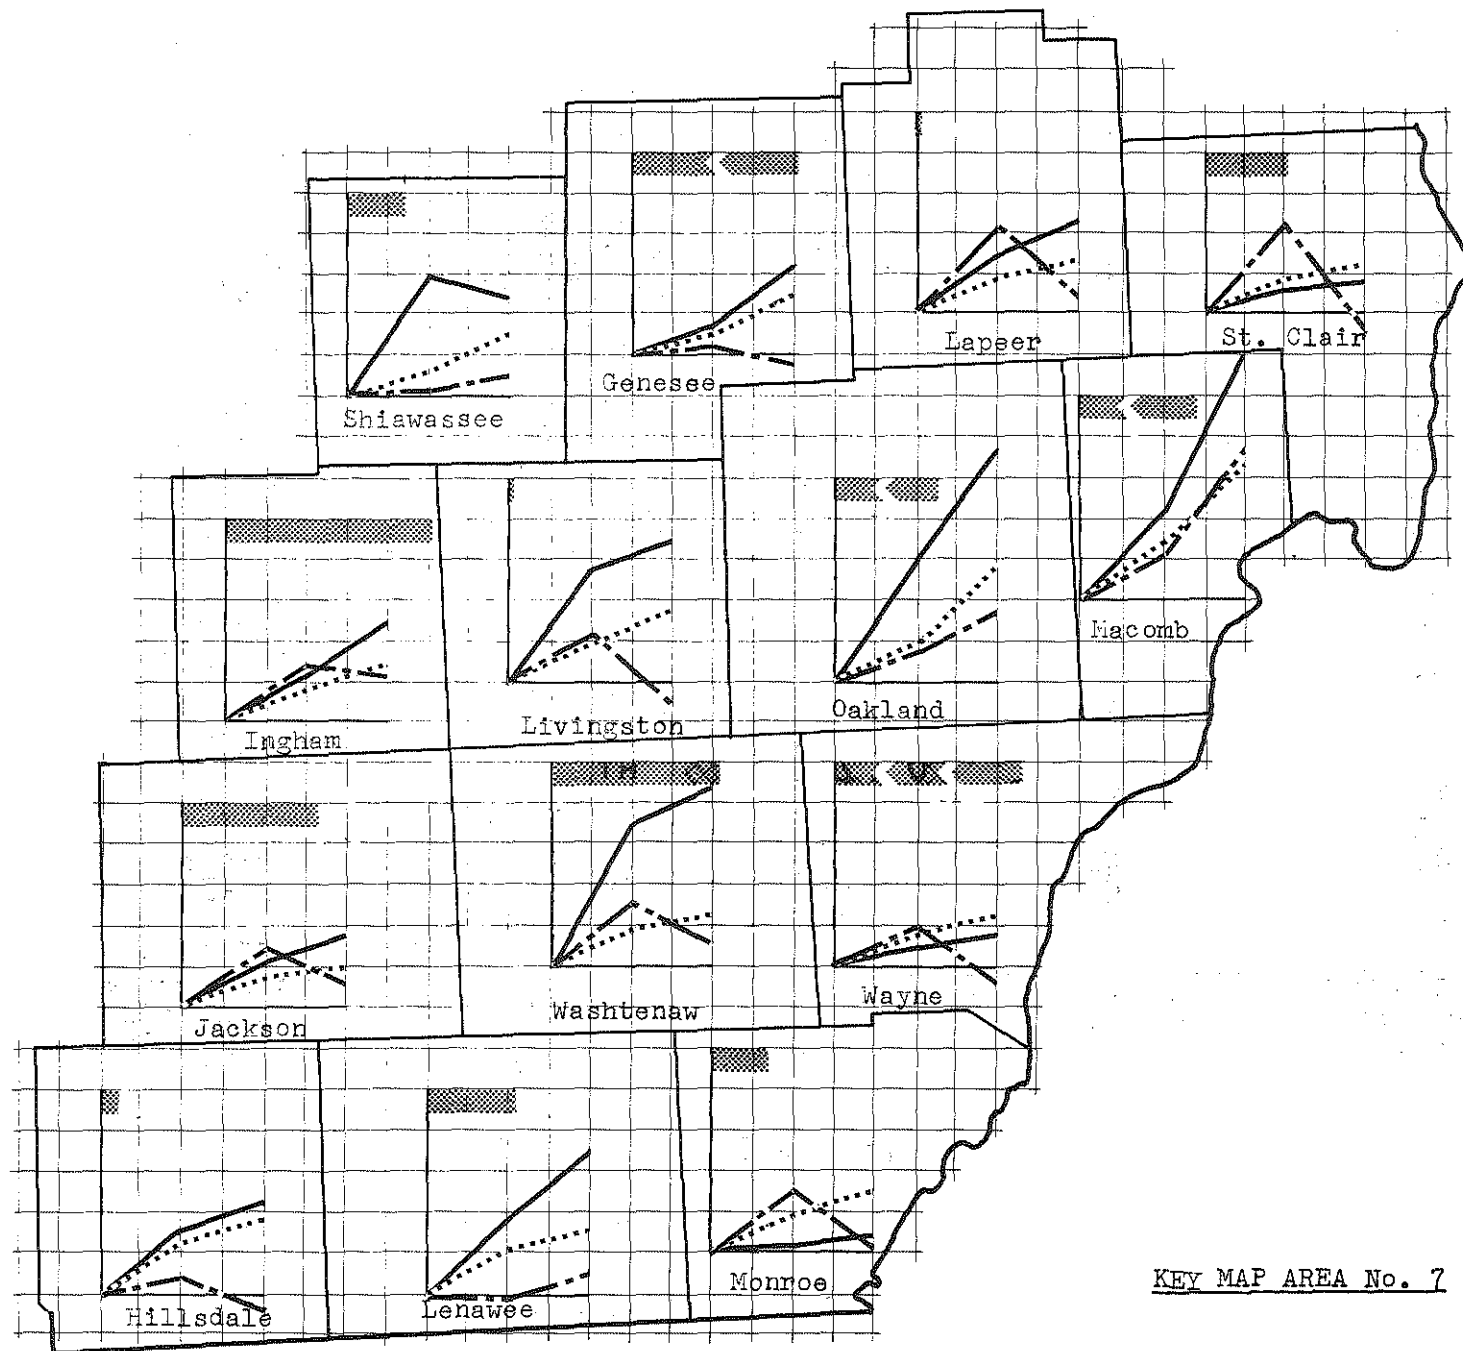 Lapeer
St. Clair
Genesee
Shiawassee
Macomb
Oakland
Livingston
Ingham
Wayne
Washtenaw
Jackson
Monroe
Lenawee
Hillsdale
KEY MAP AREA No. 7